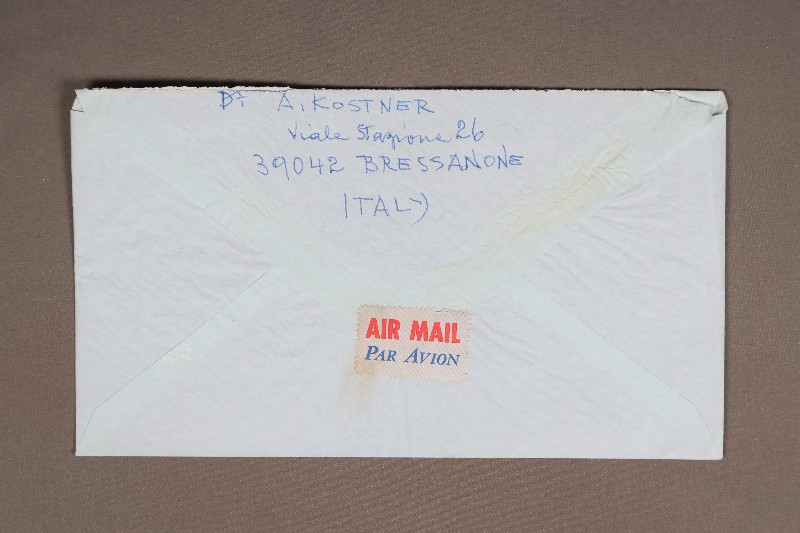 Dr A. KOSTNER
Viale Stazione 26
39042 BRESSANONE
ITALY
AIR MAIL
PAR AVION